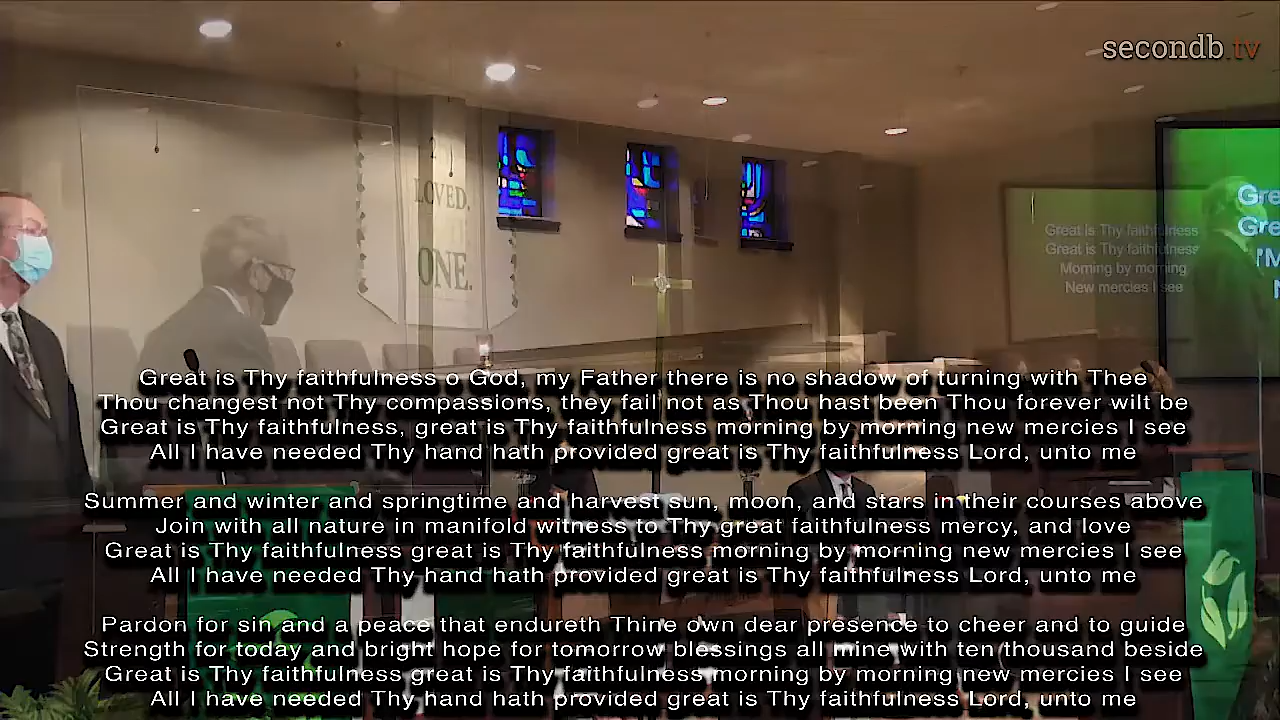 secondb.tv
LOVED.
ONE.
Great is Thy faithfulness
Great is Thy faithfulness
Morning by morning
New mercies I see
Gre
Gre
'M
N
Great is Thy faithfulness o God, my Father there is no shadow of turning with Thee
Thou changest not Thy compassions, they fail not as Thou hast been Thou forever wilt be
Great is Thy faithfulness, great is Thy faithfulness morning by morning new mercies I see
All I have needed Thy hand hath provided great is Thy faithfulness Lord, unto me
Summer and winter and springtime and harvest sun, moon, and stars in their courses above
Join with all nature in manifold witness to Thy great faithfulness mercy, and love
Great is Thy faithfulness great is Thy faithfulness morning by morning new mercies I see
All I have needed Thy hand hath provided great is Thy faithfulness Lord, unto me
Pardon for sin and a peace that endureth Thine own dear presence to cheer and to guide
Strength for today and bright hope for tomorrow blessings all mine with ten thousand beside
Great is Thy faithfulness great is Thy faithfulness morning by morning new mercies I see
All I have needed Thy hand hath provided great is Thy faithfulness Lord, unto me